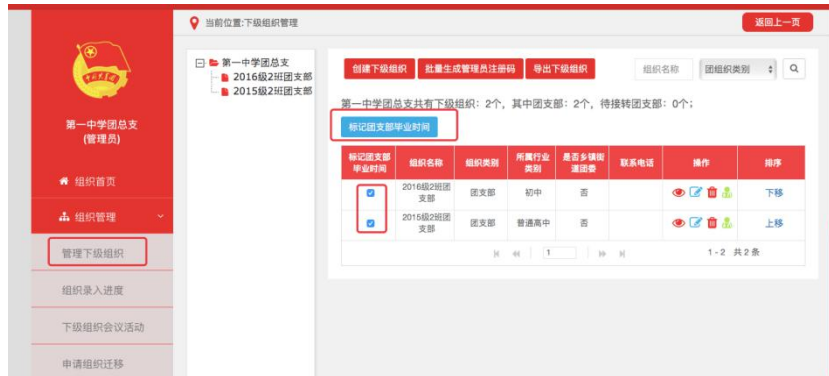 当前位置:下级组织管理
返回上一页
第一中学团总支
(管理员)
组织首页
组织管理
管理下级组织
组织录入进度
下级组织会议活动
申请组织迁移
第一中学团总支
2016级2班团支部
2015级2班团支部
创建下级组织 批量生成管理员注册码 导出下级组织 组织名称 团组织类别
第一中学团总支共有下级组织：2个，其中团支部：2个，待接转团支部：0个；
标记团支部毕业时间
标记团支部毕业时间 组织名称 组织类别 所属行业类别 是否乡镇街道团委 联系电话 操作 排序
2016级2班团支部 团支部 初中 否 下移
2015级2班团支部 团支部 普通高中 否 上移
1 1-2 共2条